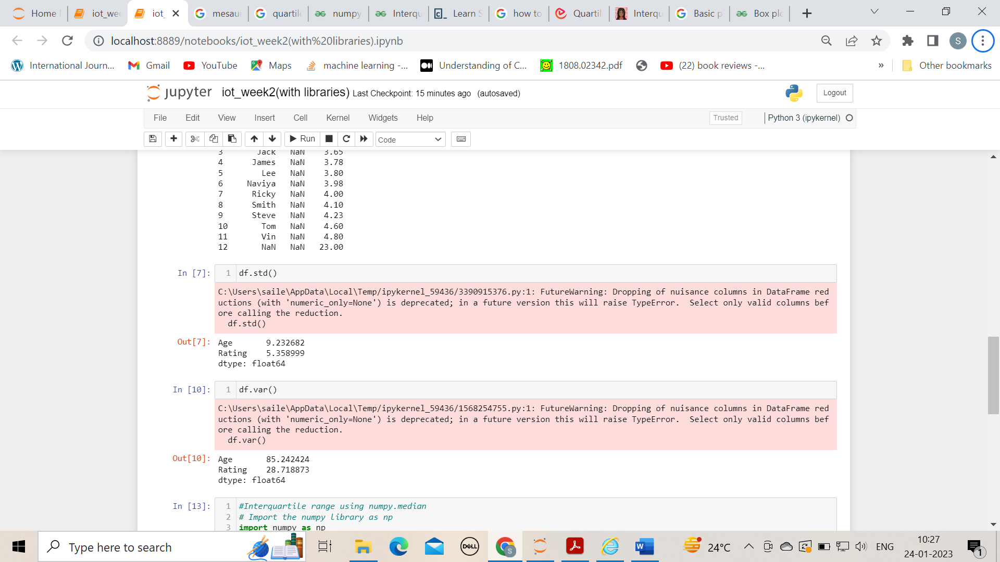 Home
iot_wee
iot_
mesau
quartile
numpy
Interqu
Learn S
how to
Quartil
Interqu
Basic p
Box plo
localhost:8889/notebooks/iot_week2(with%20libraries).ipynb
S
International Journ...
Gmail
YouTube
Maps
machine learning -...
Understanding of C...
1808.02342.pdf
(22) book reviews -...
»
Other bookmarks
jupyter iot_week2(with libraries) Last Checkpoint: 15 minutes ago (autosaved)
Logout
File Edit View Insert Cell Kernel Widgets Help
Trusted
Python 3 (ipykernel)
Run
Code
3 Jack NaN 3.65
4 James NaN 3.78
5 Lee NaN 3.80
6 Naviya NaN 3.98
7 Ricky NaN 4.00
8 Smith NaN 4.10
9 Steve NaN 4.23
10 Tom NaN 4.60
11 Vin NaN 4.80
12 NaN NaN 23.00
In [7]: 1 df.std()
C:\Users\saile\AppData\Local\Temp/ipykernel_59436/3390915376.py:1: FutureWarning: Dropping of nuisance columns in DataFrame red
uctions (with 'numeric_only=None') is deprecated; in a future version this will raise TypeError.  Select only valid columns bef
ore calling the reduction.
df.std()
Out[7]: Age 9.232682
Rating 5.358999
dtype: float64
In [10]: 1 df.var()
C:\Users\saile\AppData\Local\Temp/ipykernel_59436/1568254755.py:1: FutureWarning: Dropping of nuisance columns in DataFrame red
uctions (with 'numeric_only=None') is deprecated; in a future version this will raise TypeError.  Select only valid columns bef
ore calling the reduction.
df.var()
Out[10]: Age 85.242424
Rating 28.718873
dtype: float64
In [13]: 1 #Interquartile range using numpy.median
2 # Import the numpy library as np
3 import numpy as np
Type here to search
DELL
S
W
24°C
ENG
10:27
24-01-2023
1